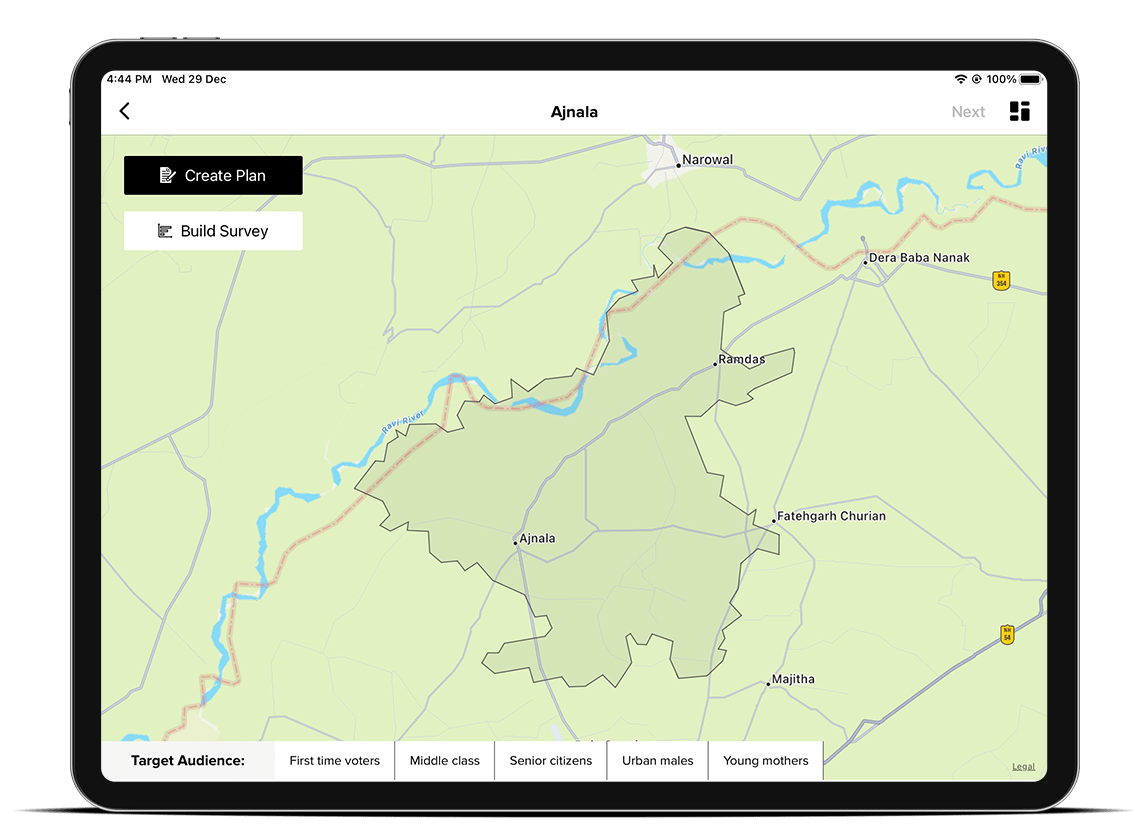 4:44 PM Wed 29 Dec
100%
Ajnala
Next
Create Plan
Build Survey
Narowal
Ravi River
Dera Baba Nanak
NH
354
Ramdas
Ravi River
Fatehgarh Churian
Ajnala
NH
54
Majitha
Target Audience:
First time voters
Middle class
Senior citizens
Urban males
Young mothers
Legal